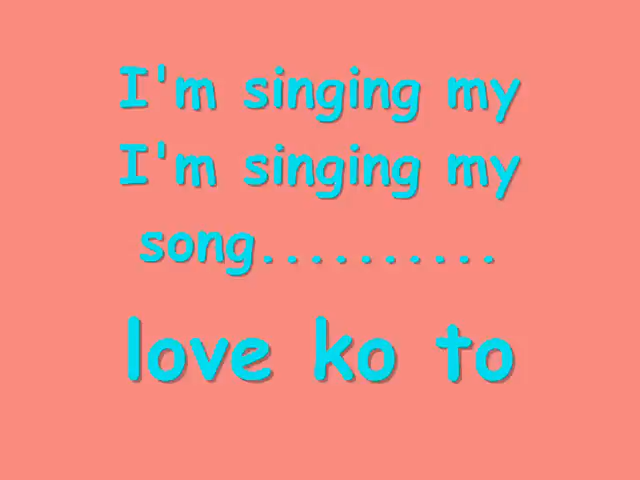 I'm singing my
I'm singing my
song..........
love ko to